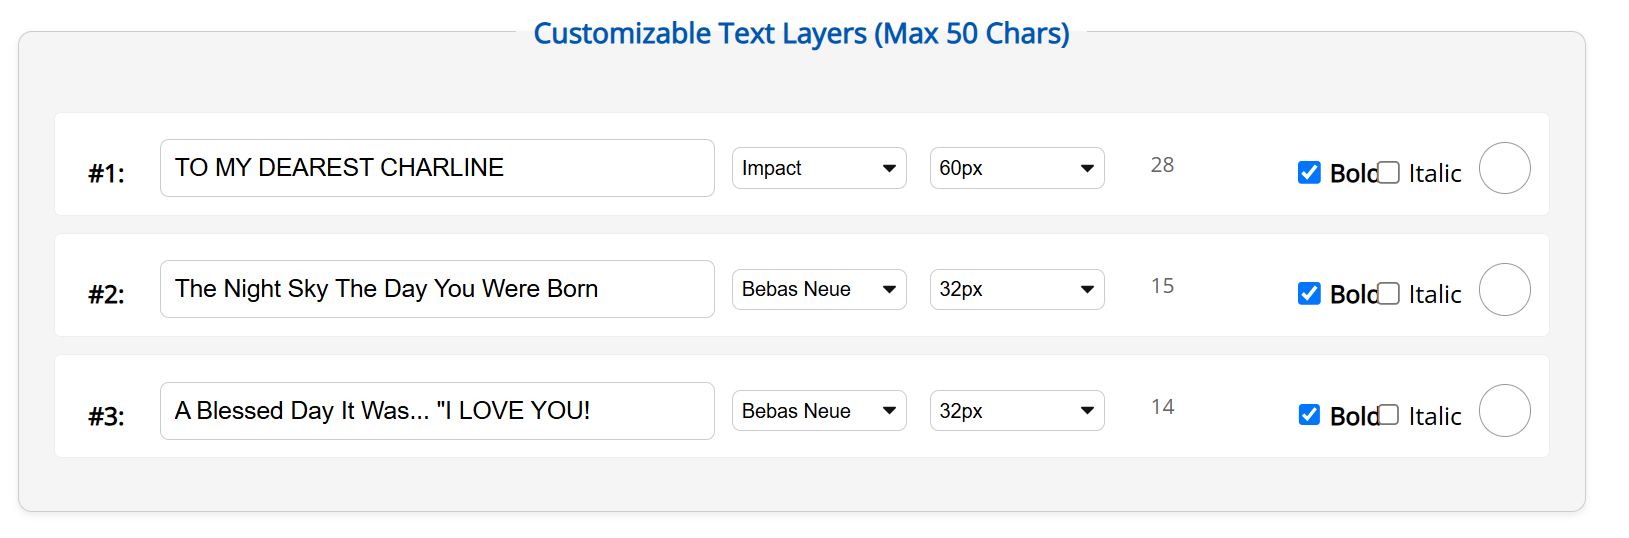 Customizable Text Layers (Max 50 Chars)
#1: TO MY DEAREST CHARLINE Impact 60px 28 Bold Italic
#2: The Night Sky The Day You Were Born Bebas Neue 32px 15 Bold Italic
#3: A Blessed Day It Was... "I LOVE YOU! Bebas Neue 32px 14 Bold Italic